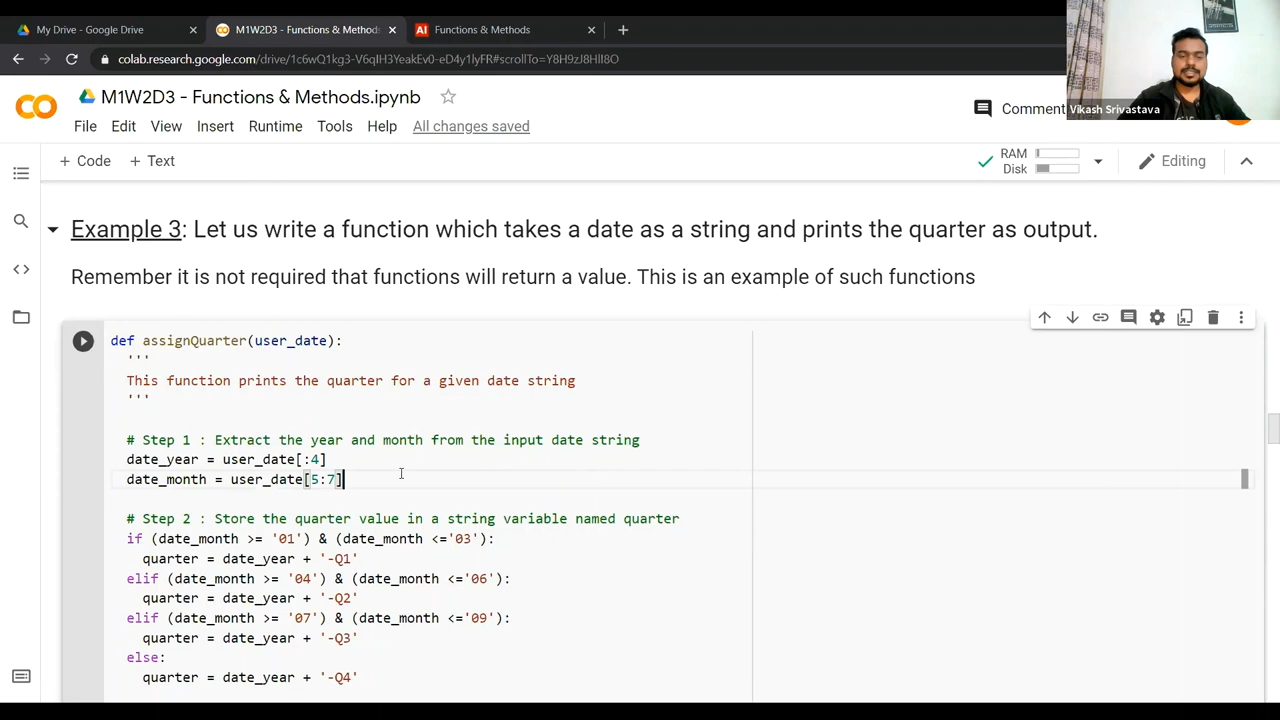 My Drive - Google Drive
M1W2D3 - Functions & Methods
AI Functions & Methods
colab.research.google.com/drive/1c6wQ1kg3-V6qIH3YeakEv0-eD4y1lyFR#scrollTo=Y8H9zJ8HlI8O
Vikash Srivastava
CO M1W2D3 - Functions & Methods.ipynb
Comment
File Edit View Insert Runtime Tools Help All changes saved
+ Code + Text
RAM
Disk
Editing
Example 3: Let us write a function which takes a date as a string and prints the quarter as output.
Remember it is not required that functions will return a value. This is an example of such functions
def assignQuarter(user_date):
'''
This function prints the quarter for a given date string
'''
# Step 1 : Extract the year and month from the input date string
date_year = user_date[:4]
date_month = user_date[5:7]
# Step 2 : Store the quarter value in a string variable named quarter
if (date_month >= '01') & (date_month <='03'):
quarter = date_year + '-Q1'
elif (date_month >= '04') & (date_month <='06'):
quarter = date_year + '-Q2'
elif (date_month >= '07') & (date_month <='09'):
quarter = date_year + '-Q3'
else:
quarter = date_year + '-Q4'